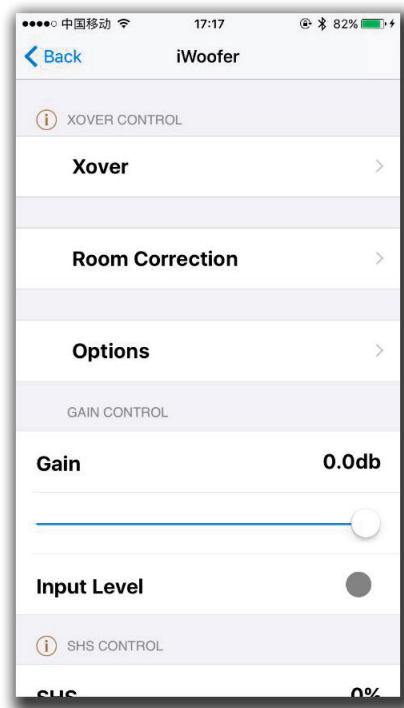 中国移动 17:17 82%
Back iWoofer
XOVER CONTROL
Xover
Room Correction
Options
GAIN CONTROL
Gain 0.0db
Input Level
SHS CONTROL
SHS 0%